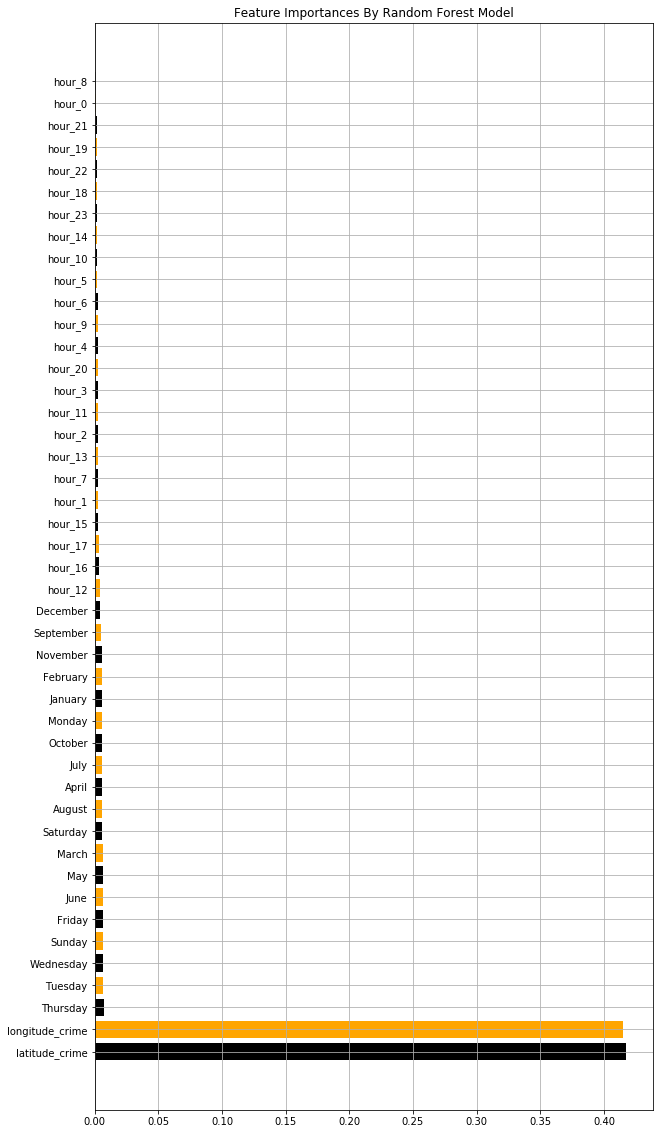 Feature Importances By Random Forest Model
hour_8
hour_0
hour_21
hour_19
hour_22
hour_18
hour_23
hour_14
hour_10
hour_5
hour_6
hour_9
hour_4
hour_20
hour_3
hour_11
hour_2
hour_13
hour_7
hour_1
hour_15
hour_17
hour_16
hour_12
December
September
November
February
January
Monday
October
July
April
August
Saturday
March
May
June
Friday
Sunday
Wednesday
Tuesday
Thursday
longitude_crime
latitude_crime
0.00 0.05 0.10 0.15 0.20 0.25 0.30 0.35 0.40